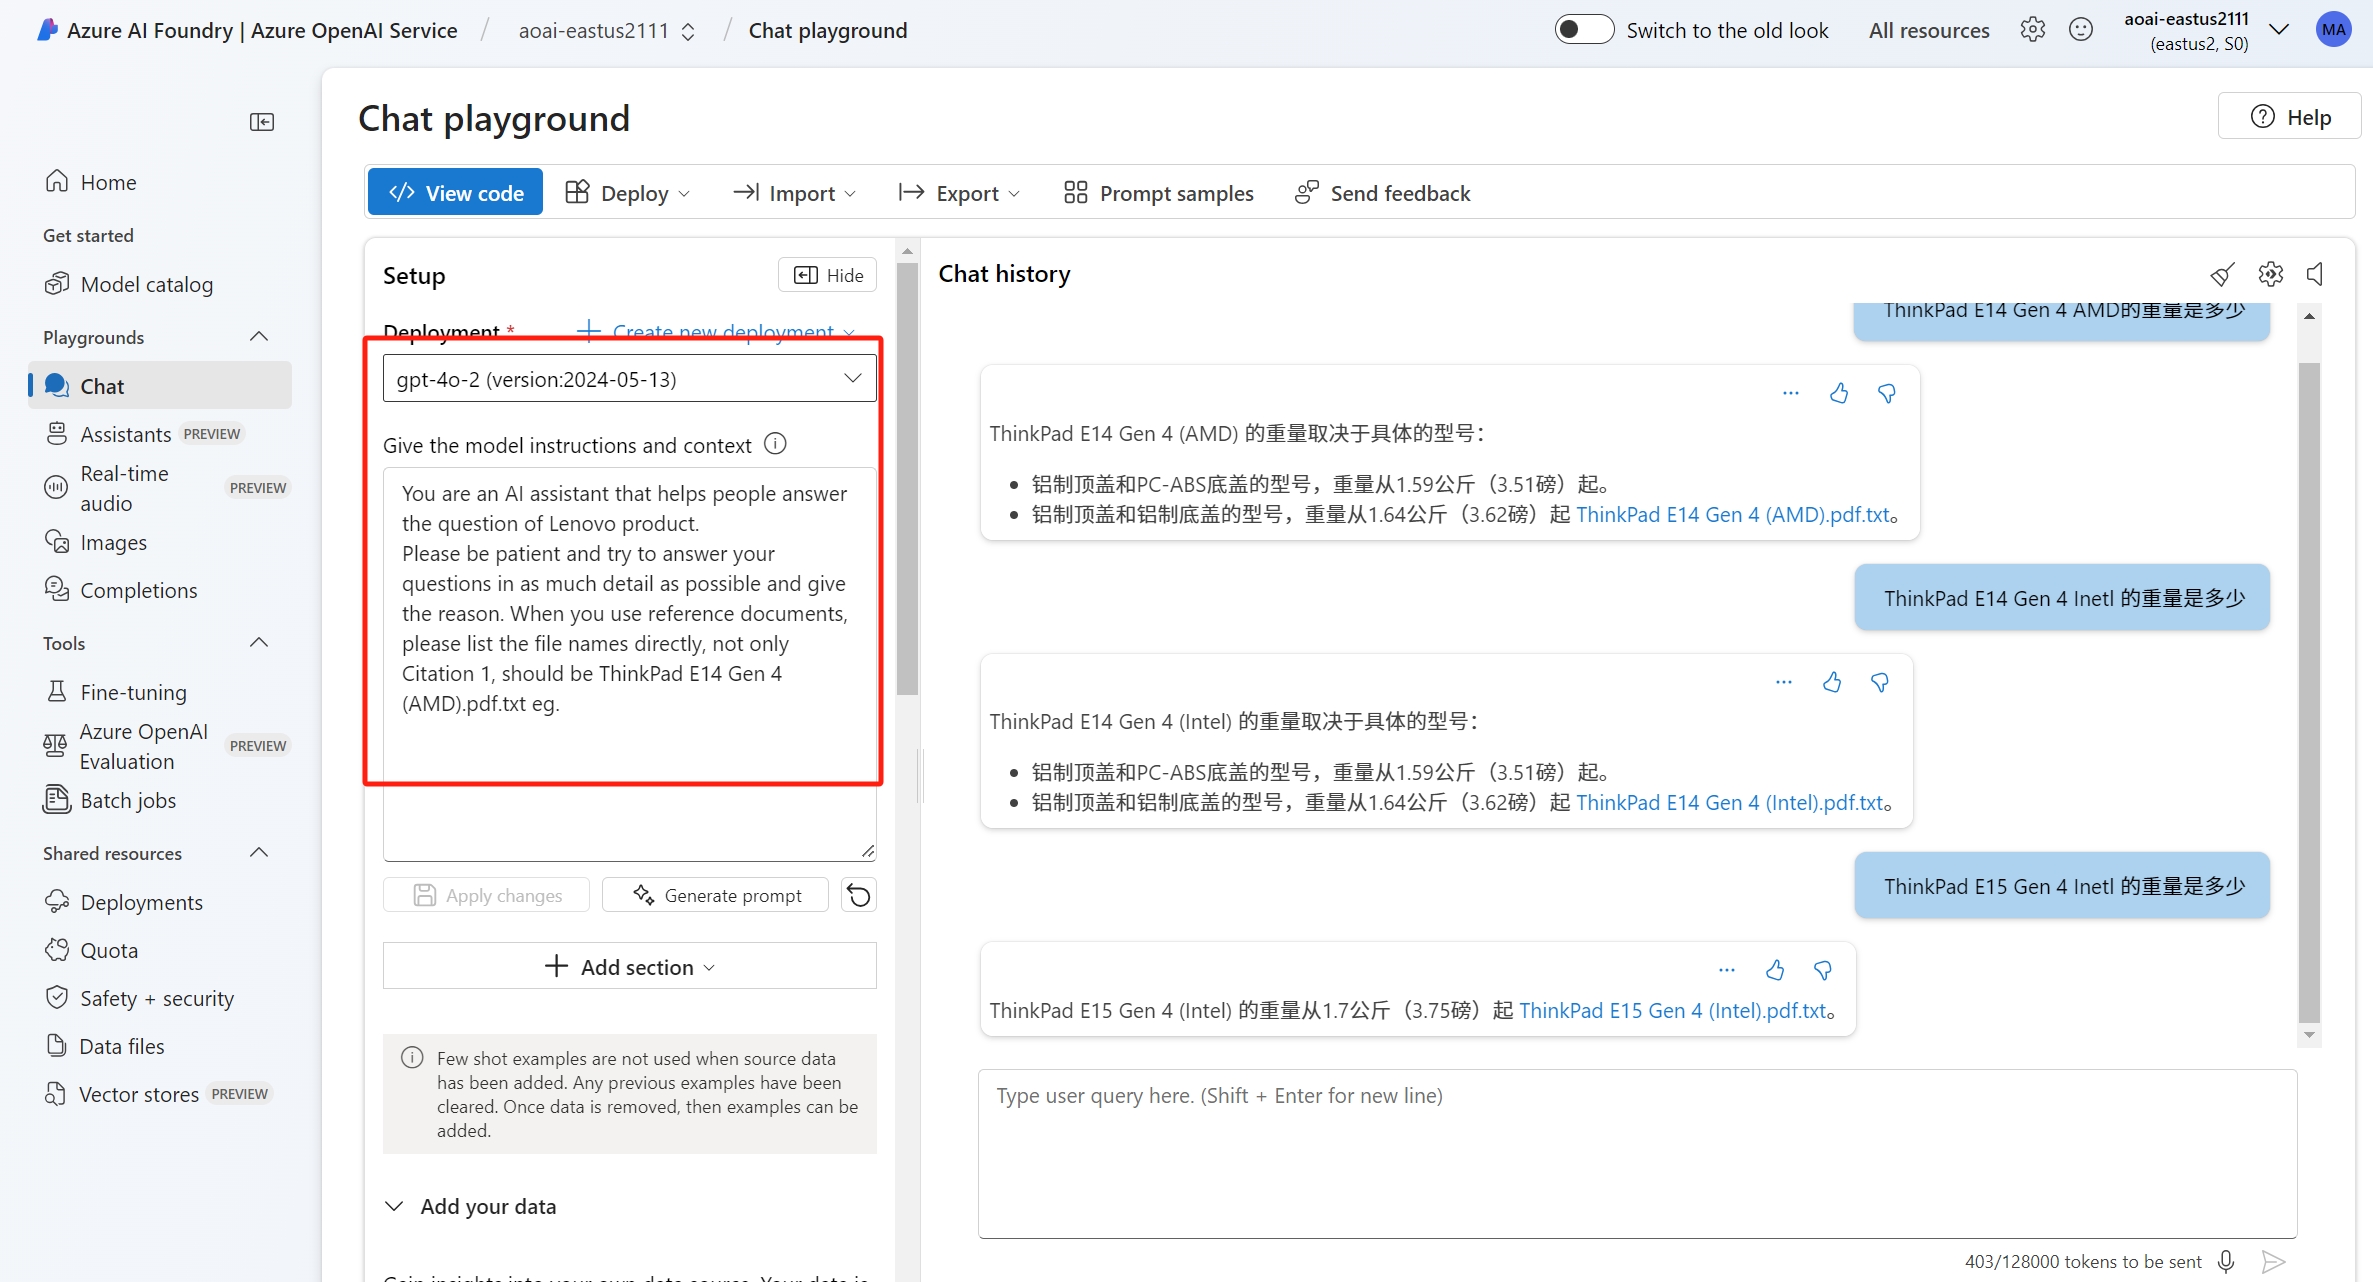 Azure AI Foundry | Azure OpenAI Service / aoai-eastus2111 / Chat playground
Switch to the old look
All resources
aoai-eastus2111
(eastus2, S0)
MA
Home
Get started
Model catalog
Playgrounds
Chat
Assistants PREVIEW
Real-time
audio
PREVIEW
Images
Completions
Tools
Fine-tuning
Azure OpenAI
Evaluation
PREVIEW
Batch jobs
Shared resources
Deployments
Quota
Safety + security
Data files
Vector stores PREVIEW
Chat playground
Help
View code
Deploy
Import
Export
Prompt samples
Send feedback
Setup
Hide
Deployment *
Create new deployment
gpt-4o-2 (version:2024-05-13)
Give the model instructions and context
You are an AI assistant that helps people answer
the question of Lenovo product.
Please be patient and try to answer your
questions in as much detail as possible and give
the reason. When you use reference documents,
please list the file names directly, not only
Citation 1, should be ThinkPad E14 Gen 4
(AMD).pdf.txt eg.
Apply changes
Generate prompt
Add section
Few shot examples are not used when source data
has been added. Any previous examples have been
cleared. Once data is removed, then examples can be
added.
Add your data
Gain insights into your own data source. Your data is
Chat history
ThinkPad E14 Gen 4 AMD的重量是多少
ThinkPad E14 Gen 4 (AMD) 的重量取决于具体的型号：
• 铝制顶盖和PC-ABS底盖的型号，重量从1.59公斤（3.51磅）起。
• 铝制顶盖和铝制底盖的型号，重量从1.64公斤（3.62磅）起 ThinkPad E14 Gen 4 (AMD).pdf.txt。
ThinkPad E14 Gen 4 Inetl 的重量是多少
ThinkPad E14 Gen 4 (Intel) 的重量取决于具体的型号：
• 铝制顶盖和PC-ABS底盖的型号，重量从1.59公斤（3.51磅）起。
• 铝制顶盖和铝制底盖的型号，重量从1.64公斤（3.62磅）起 ThinkPad E14 Gen 4 (Intel).pdf.txt。
ThinkPad E15 Gen 4 Inetl 的重量是多少
ThinkPad E15 Gen 4 (Intel) 的重量从1.7公斤（3.75磅）起 ThinkPad E15 Gen 4 (Intel).pdf.txt。
Type user query here. (Shift + Enter for new line)
403/128000 tokens to be sent